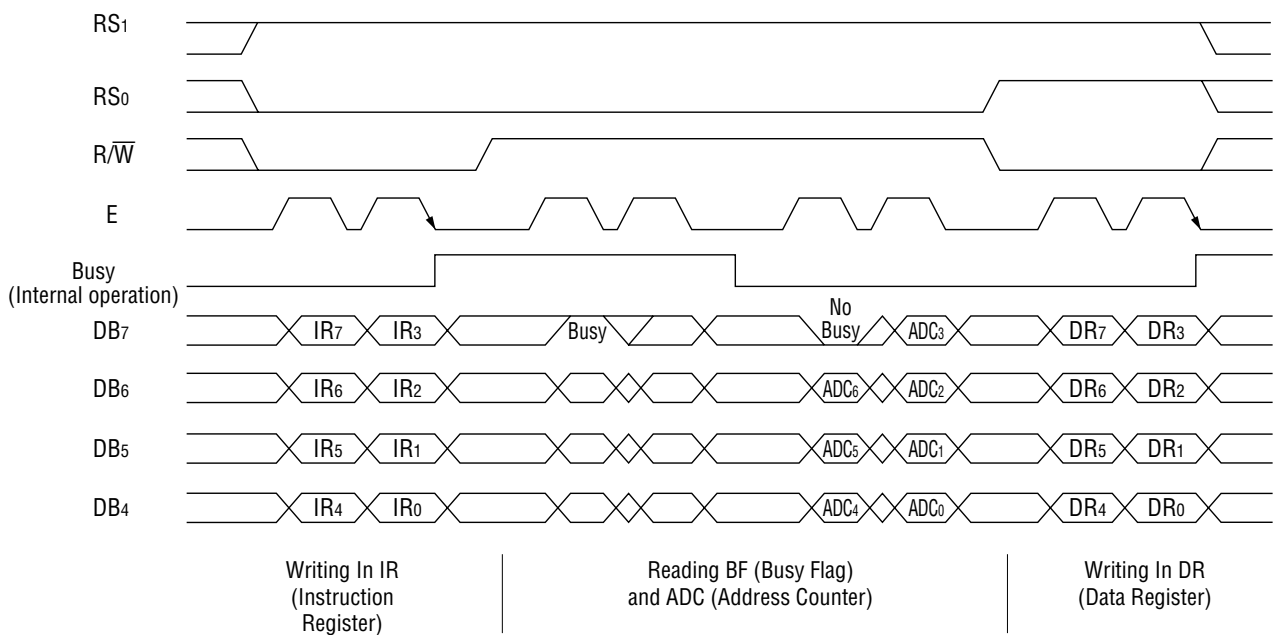 RS1
RS0
R/W̅
E
Busy
(Internal operation)
No
DB7 IR7 IR3 Busy Busy ADC3 DR7 DR3
DB6 IR6 IR2 ADC6 ADC2 DR6 DR2
DB5 IR5 IR1 ADC5 ADC1 DR5 DR1
DB4 IR4 IR0 ADC4 ADC0 DR4 DR0
Writing In IR
(Instruction
Register)
Reading BF (Busy Flag)
and ADC (Address Counter)
Writing In DR
(Data Register)